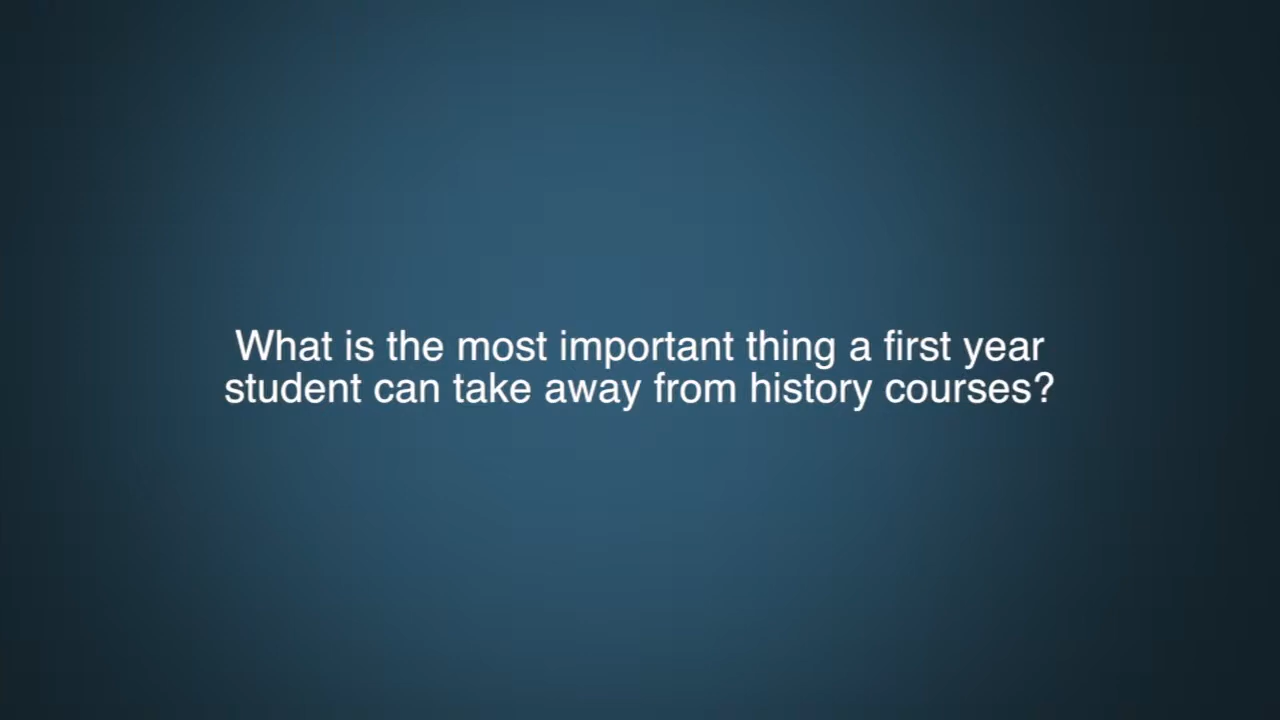 What is the most important thing a first year
student can take away from history courses?